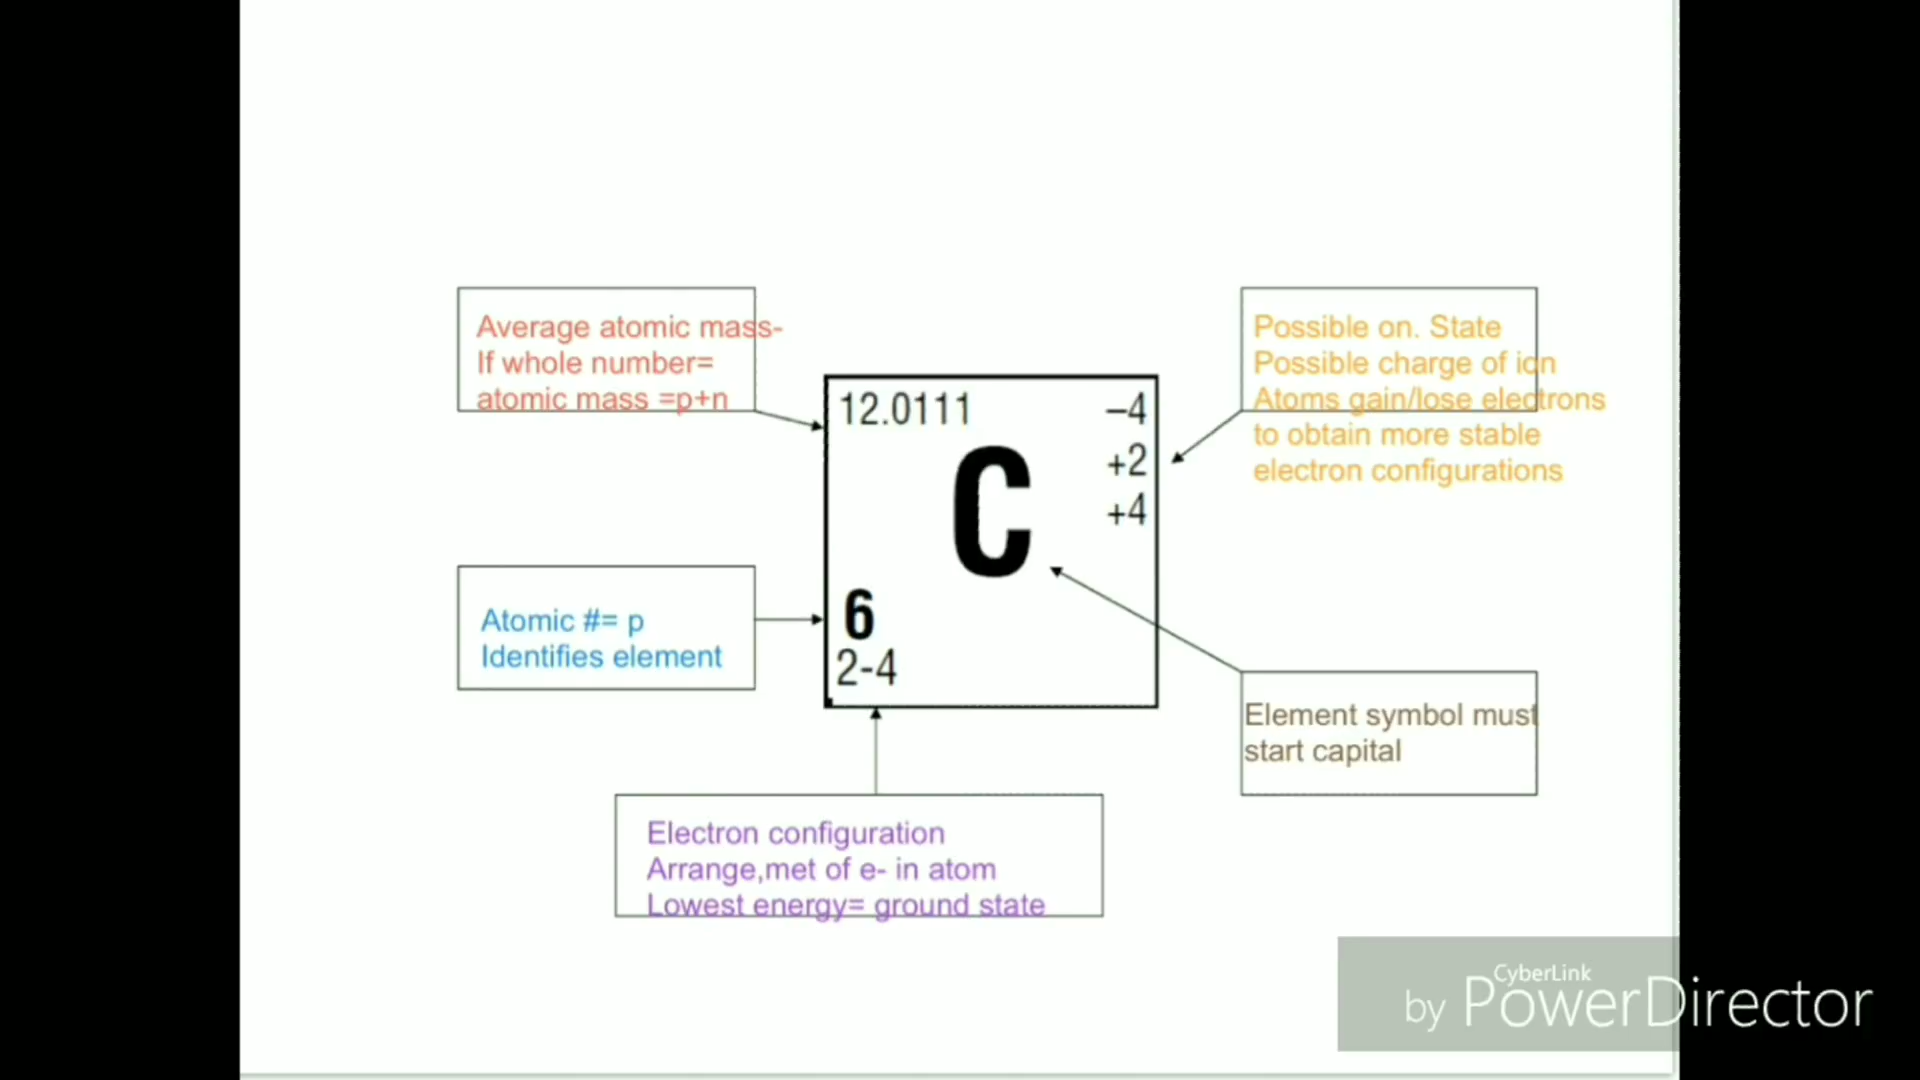 Average atomic mass-
If whole number=
atomic mass =p+n
Possible on. State
Possible charge of ion
Atoms gain/lose electrons
to obtain more stable
electron configurations
12.0111
–4
+2
+4
C
6
2-4
Atomic #= p
Identifies element
Element symbol must
start capital
Electron configuration
Arrange,met of e- in atom
Lowest energy= ground state
CyberLink
by PowerDirector